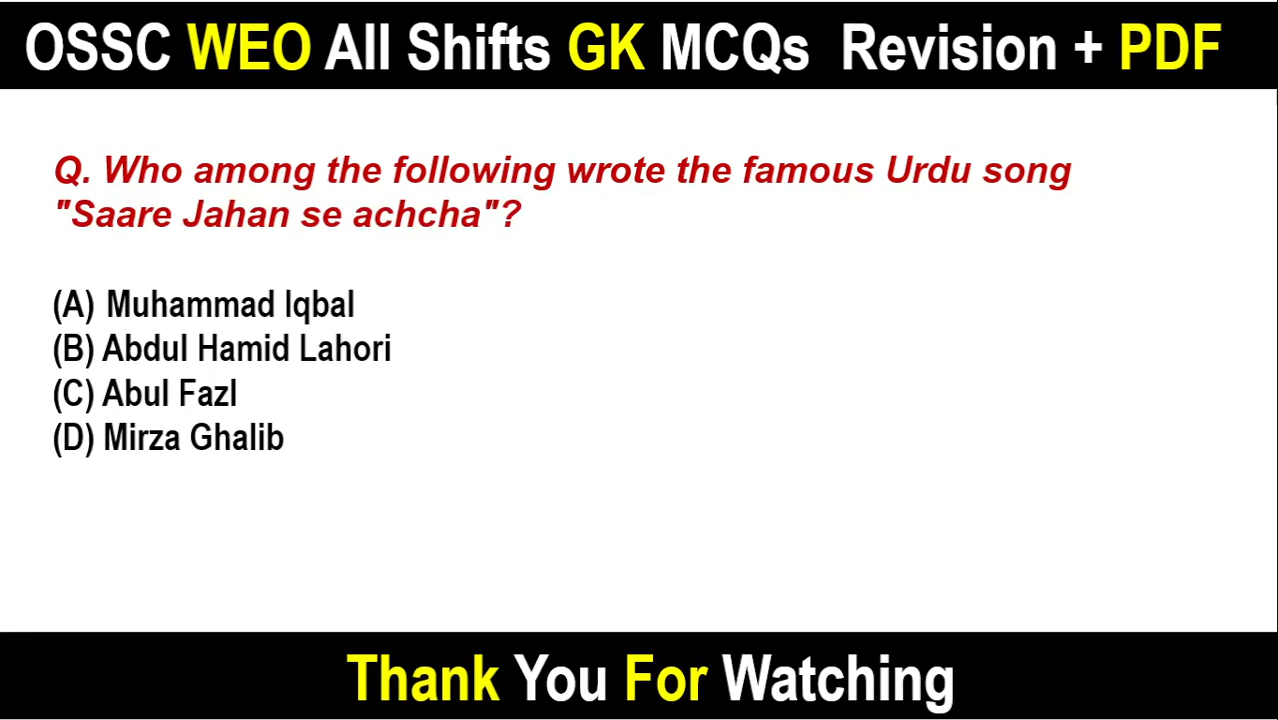 OSSC WEO All Shifts GK MCQs Revision + PDF
Q. Who among the following wrote the famous Urdu song
"Saare Jahan se achcha"?
(A) Muhammad Iqbal
(B) Abdul Hamid Lahori
(C) Abul Fazl
(D) Mirza Ghalib
Thank You For Watching